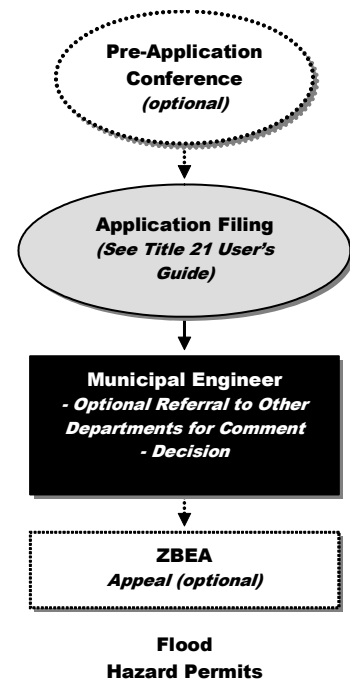 Pre-Application
Conference
(optional)
Application Filing
(See Title 21 User's
Guide)
Municipal Engineer
- Optional Referral to Other
Departments for Comment
- Decision
ZBEA
Appeal (optional)
Flood
Hazard Permits